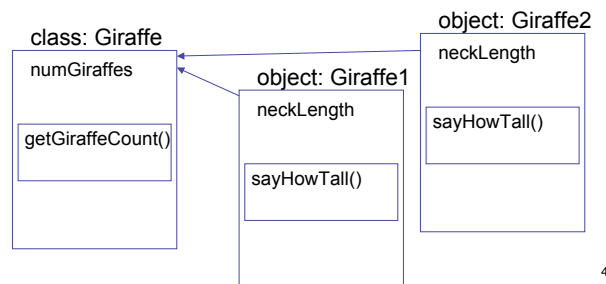 class: Giraffe
numGiraffes
getGiraffeCount()
object: Giraffe1
neckLength
sayHowTall()
object: Giraffe2
neckLength
sayHowTall()
4